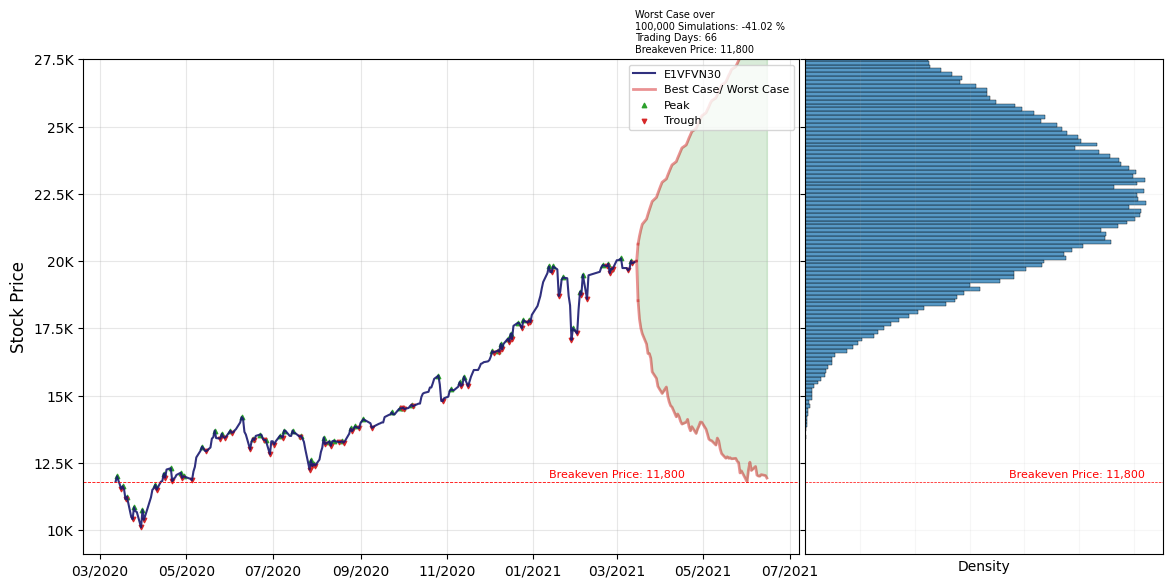 Worst Case over
100,000 Simulations: -41.02 %
Trading Days: 66
Breakeven Price: 11,800
E1VFVN30
Best Case/ Worst Case
Peak
Trough
27.5K
25K
22.5K
20K
17.5K
15K
12.5K
10K
Stock Price
Breakeven Price: 11,800
Breakeven Price: 11,800
03/2020
05/2020
07/2020
09/2020
11/2020
01/2021
03/2021
05/2021
07/2021
Density